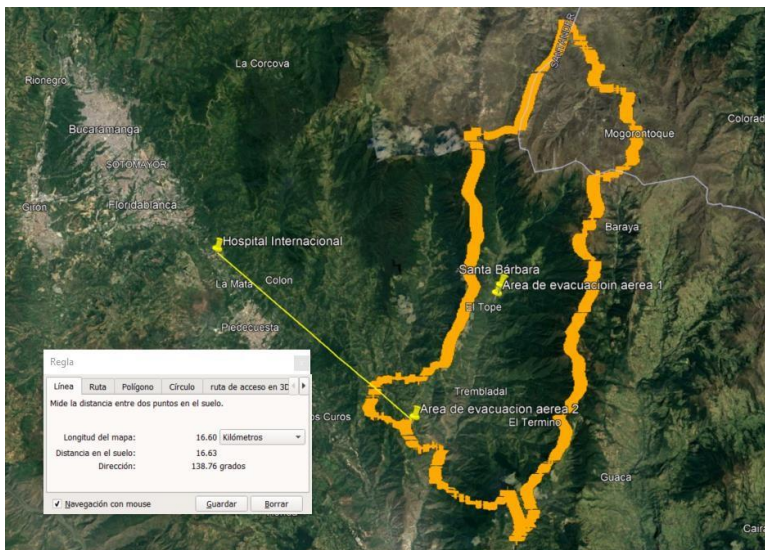 SANTANDER
La Corcova
Rionegro
Colorad
Bucaramanga
Mogorontoque
SOTOMAYOR
Floridablanca
Girón
Baraya
Hospital Internacional
Santa Bárbara
La Mata
Colon
Area de evacuacioin aerea 1
El Tope
Piedecuesta
Regla
Línea Ruta Polígono Círculo ruta de acceso en 3D
Mide la distancia entre dos puntos en el suelo.
Trembladal
os Curos
Area de evacuacion aerea 2
El Termino
Longitud del mapa: 16.60 Kilómetros
Distancia en el suelo: 16.63
Dirección: 138.76 grados
Guaca
Navegación con mouse Guardar Borrar